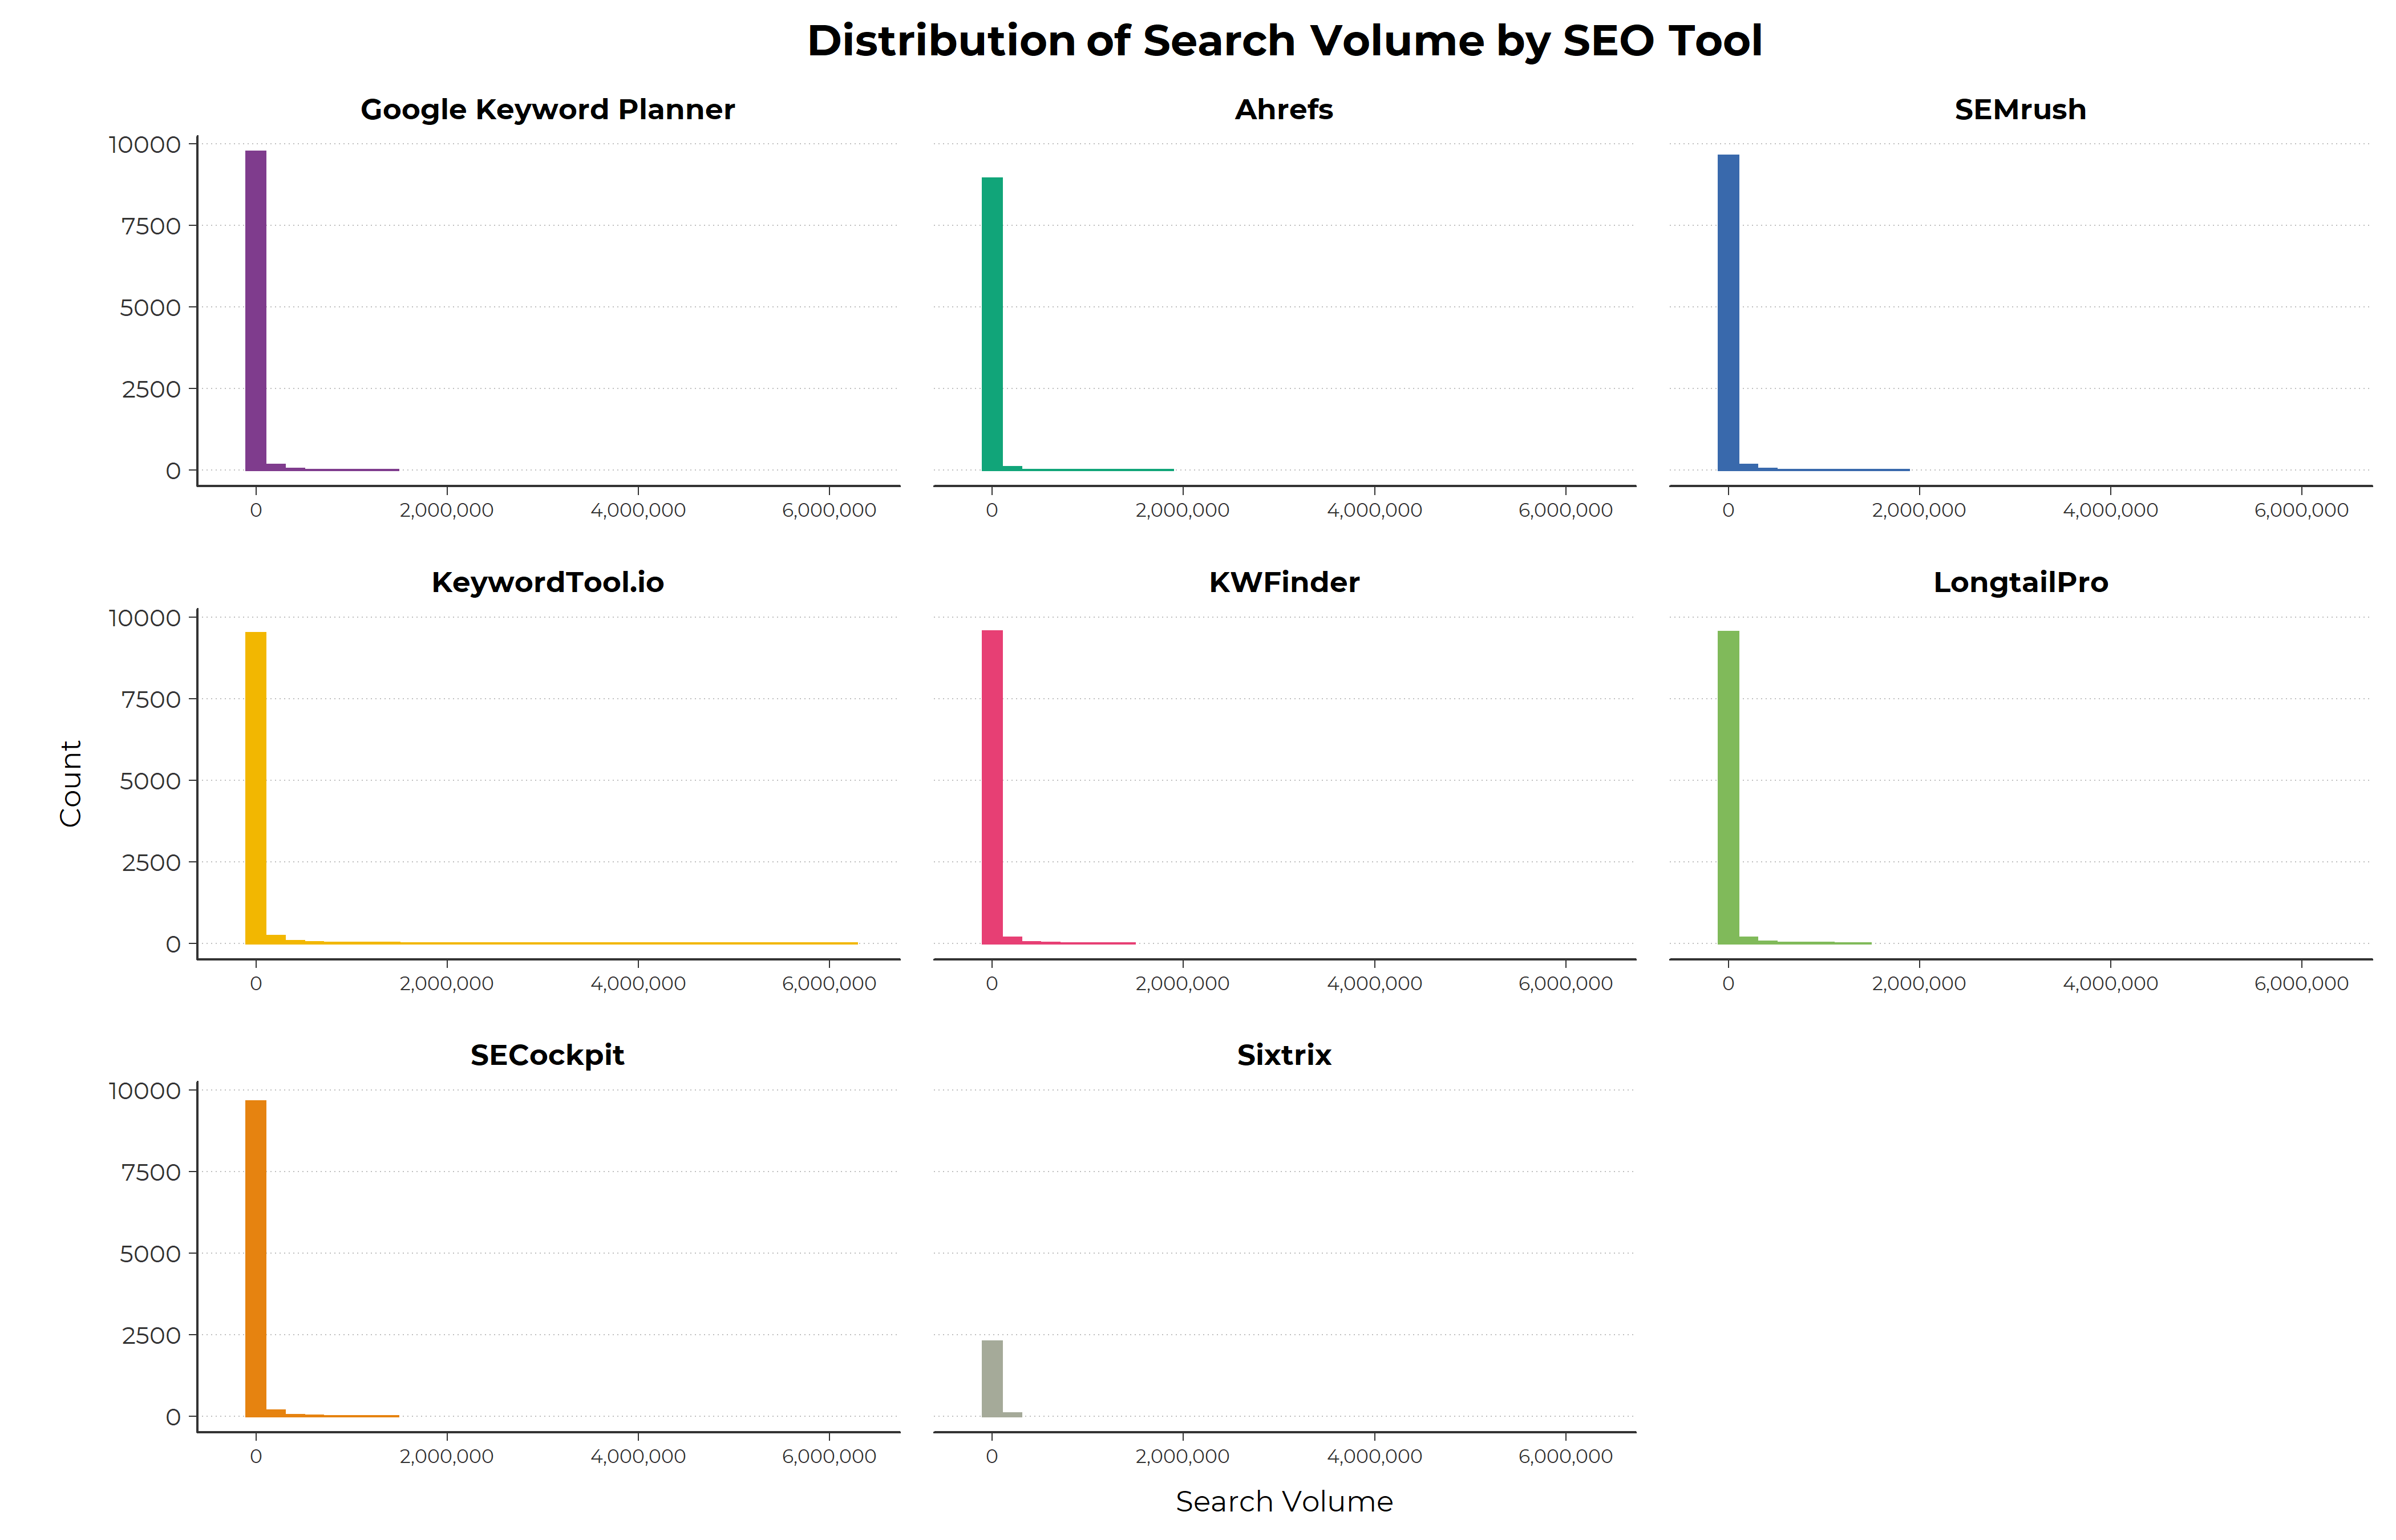 Distribution of Search Volume by SEO Tool
Google Keyword Planner
Ahrefs
SEMrush
10000
7500
5000
2500
0
0 2,000,000 4,000,000 6,000,000
0 2,000,000 4,000,000 6,000,000
0 2,000,000 4,000,000 6,000,000
KeywordTool.io
KWFinder
LongtailPro
10000
7500
5000
2500
0
0 2,000,000 4,000,000 6,000,000
0 2,000,000 4,000,000 6,000,000
0 2,000,000 4,000,000 6,000,000
Count
SECockpit
Sixtrix
10000
7500
5000
2500
0
0 2,000,000 4,000,000 6,000,000
0 2,000,000 4,000,000 6,000,000
Search Volume